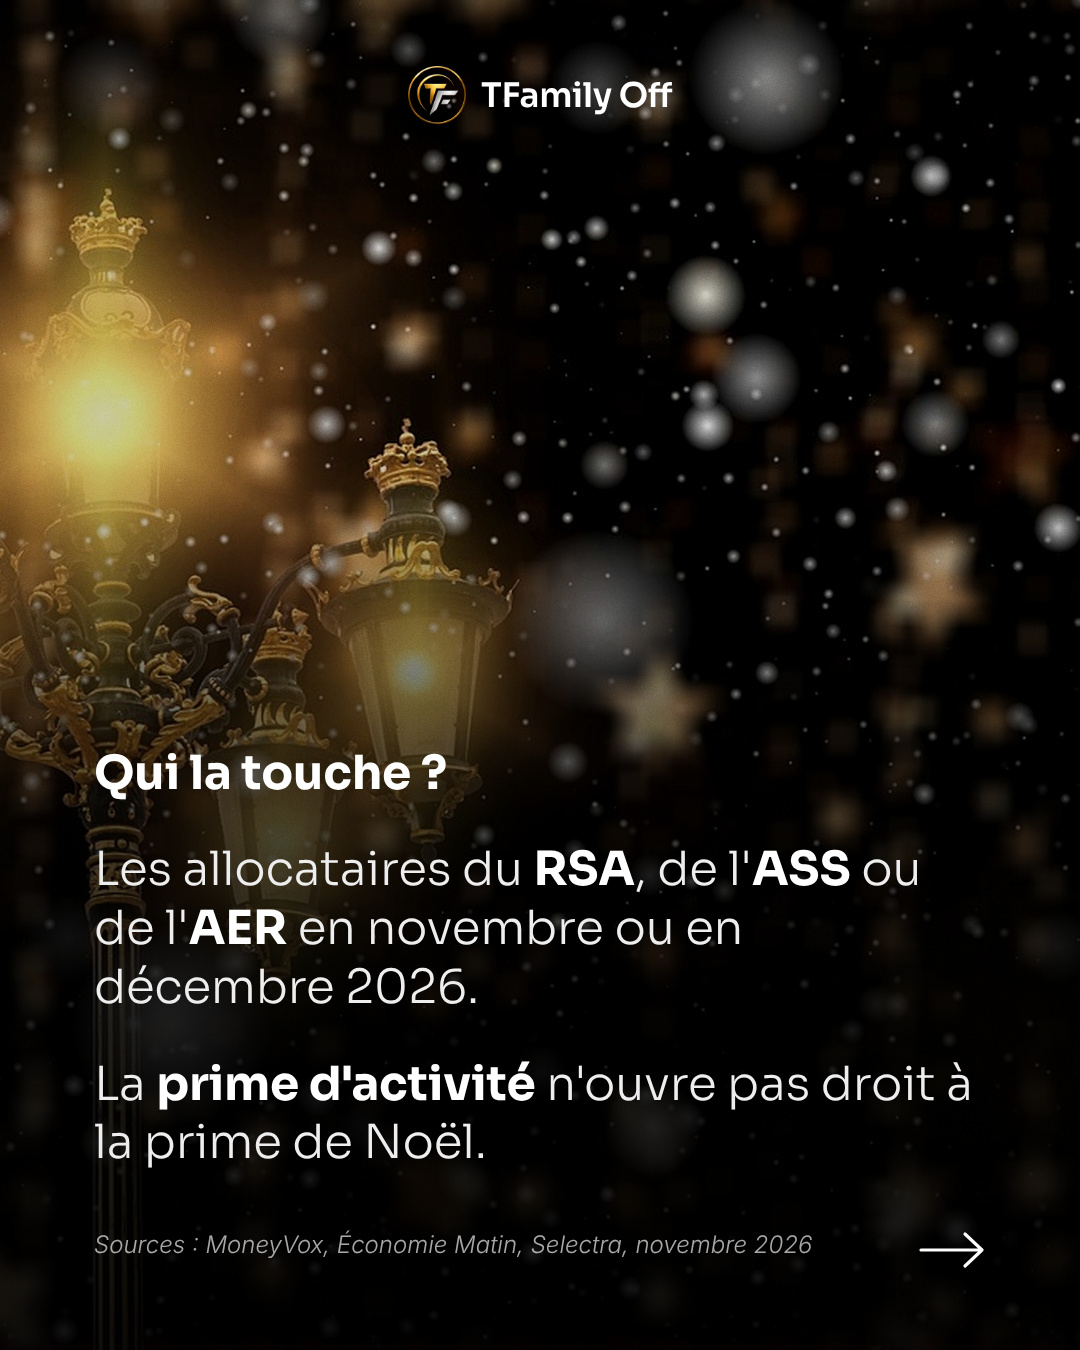 TFamily Off
Qui la touche ?
Les allocataires du RSA, de l'ASS ou
de l'AER en novembre ou en
décembre 2026.
La prime d'activité n'ouvre pas droit à
la prime de Noël.
Sources : MoneyVox, Économie Matin, Selectra, novembre 2026